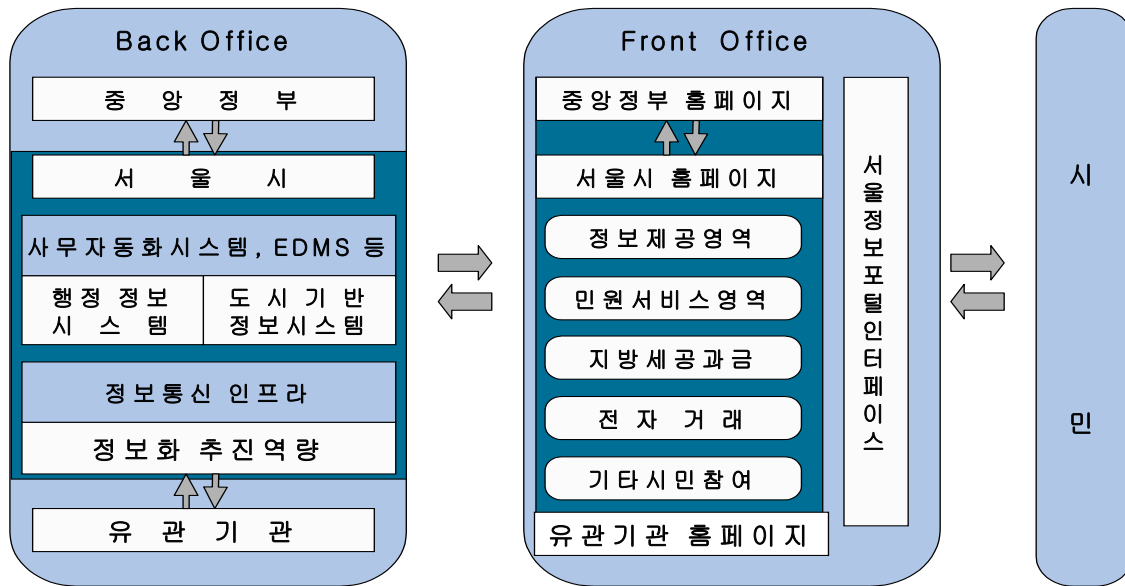 Back Office
중 앙 정 부
서 울 시
사무자동화시스템, EDMS 등
행정 정보
시 스 템
도 시 기 반
정보시스템
정보통신 인프라
정보화 추진역량
유 관 기 관
Front Office
중앙정부 홈페이지
서울시 홈페이지
정보제공영역
민원서비스영역
지방세공과금
전 자 거 래
기타시민참여
유관기관 홈페이지
서울정보포털인터페이스
시 민